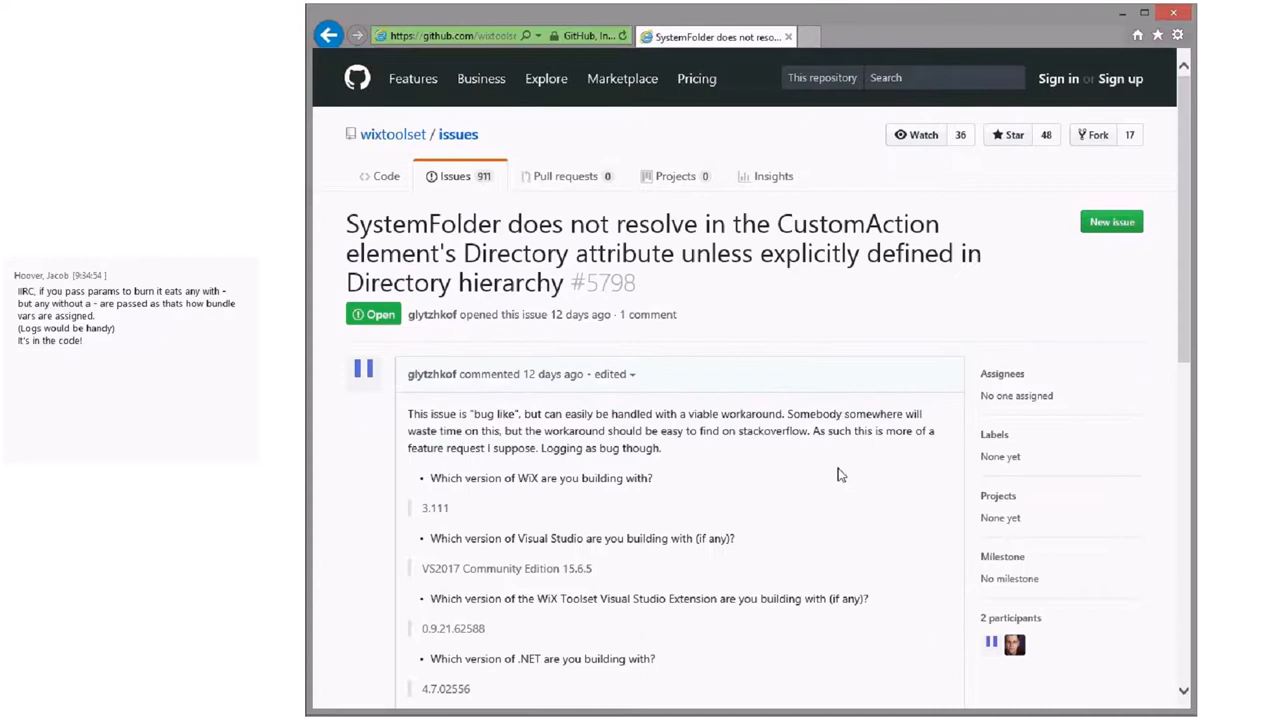 https://github.com/wixtoolse
GitHub, In...
SystemFolder does not reso...
Features
Business
Explore
Marketplace
Pricing
This repository
Search
Sign in or Sign up
wixtoolset / issues
Watch 36
Star 48
Fork 17
<> Code
Issues 911
Pull requests 0
Projects 0
Insights
SystemFolder does not resolve in the CustomAction
element's Directory attribute unless explicitly defined in
Directory hierarchy #5798
New issue
Open
glytzhkof opened this issue 12 days ago · 1 comment
Hoover, Jacob [9:34:54 ]
IIRC, if you pass params to burn it eats any with -
but any without a - are passed as thats how bundle
vars are assigned.
(Logs would be handy)
It's in the code!
glytzhkof commented 12 days ago • edited
This issue is "bug like", but can easily be handled with a viable workaround. Somebody somewhere will
waste time on this, but the workaround should be easy to find on stackoverflow. As such this is more of a
feature request I suppose. Logging as bug though.
• Which version of WiX are you building with?
3.111
• Which version of Visual Studio are you building with (if any)?
VS2017 Community Edition 15.6.5
• Which version of the WiX Toolset Visual Studio Extension are you building with (if any)?
0.9.21.62588
• Which version of .NET are you building with?
4.7.02556
Assignees
No one assigned
Labels
None yet
Projects
None yet
Milestone
No milestone
2 participants